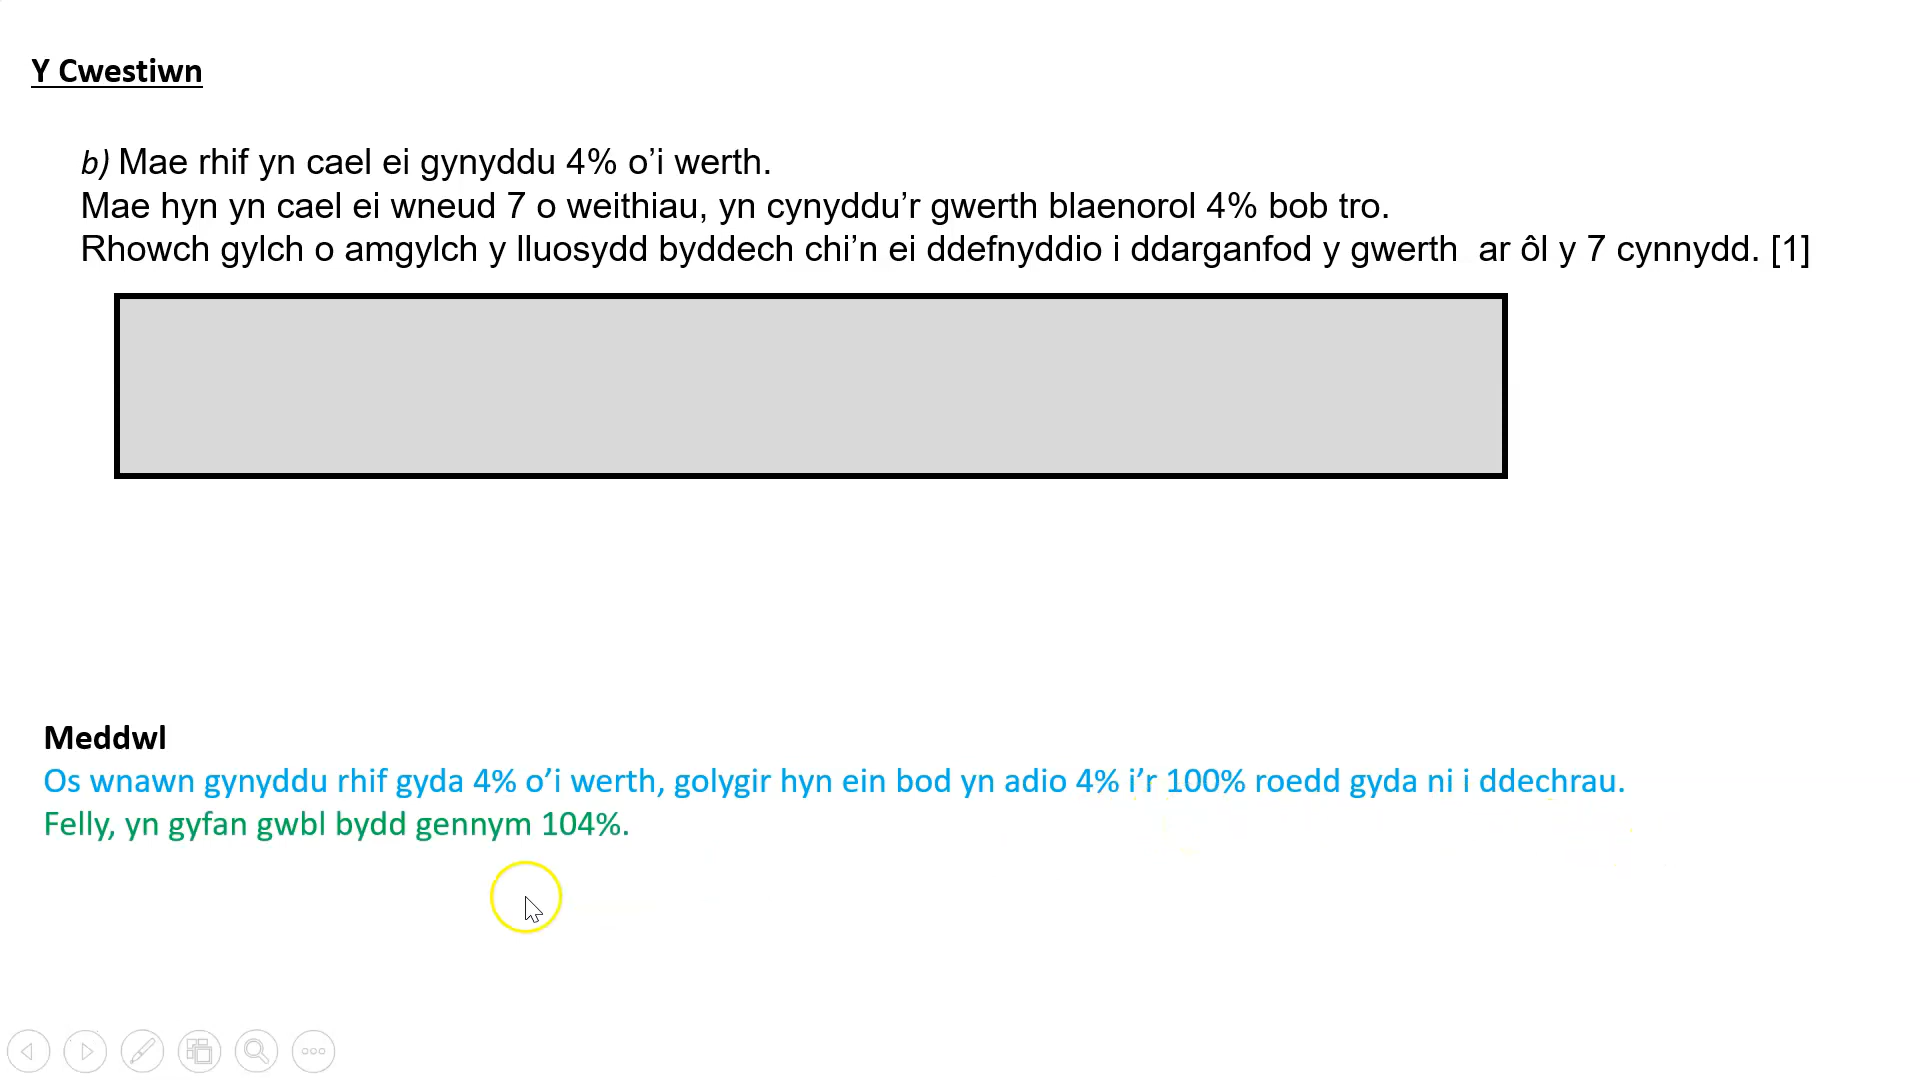 Y Cwestiwn
b) Mae rhif yn cael ei gynyddu 4% o’i werth.
Mae hyn yn cael ei wneud 7 o weithiau, yn cynyddu’r gwerth blaenorol 4% bob tro.
Rhowch gylch o amgylch y lluosydd byddech chi’n ei ddefnyddio i ddarganfod y gwerth ar ôl y 7 cynnydd. [1]
Meddwl
Os wnawn gynyddu rhif gyda 4% o’i werth, golygir hyn ein bod yn adio 4% i’r 100% roedd gyda ni i ddechrau.
Felly, yn gyfan gwbl bydd gennym 104%.